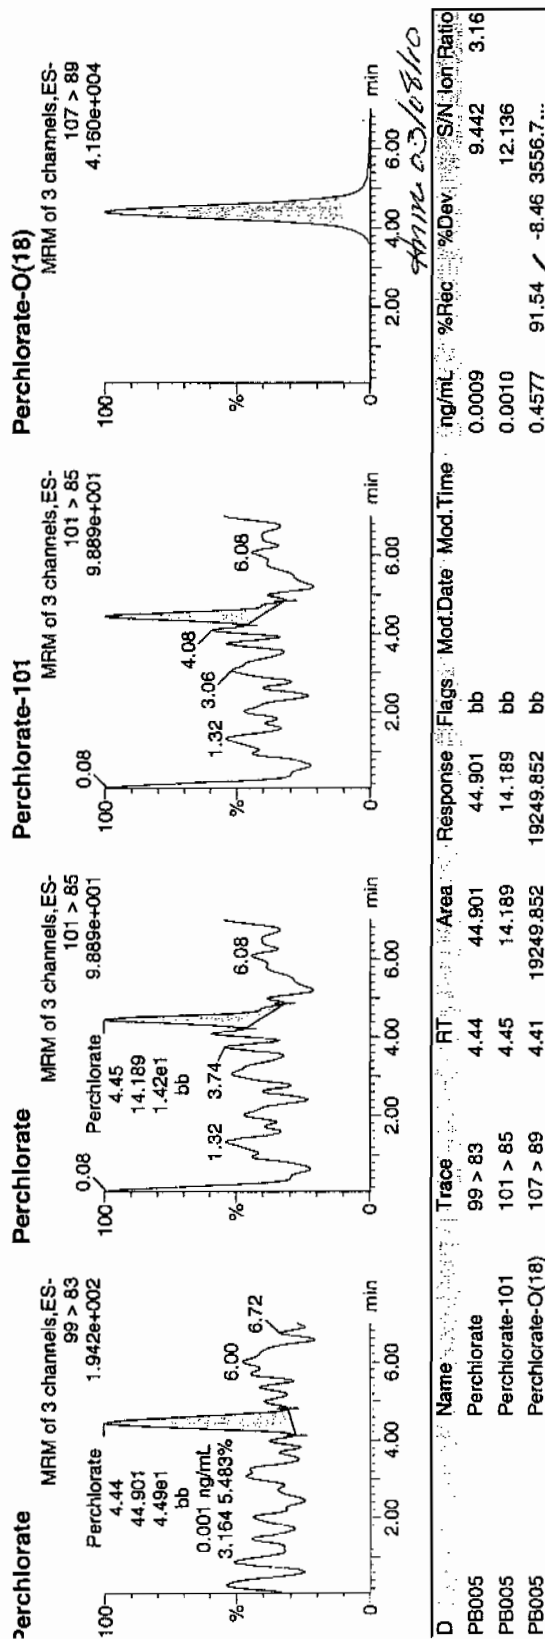 Perchlorate
MRM of 3 channels,ES-
99 > 83
1.942e+002
100
%
0
Perchlorate
4.44
44.901
4.49e1
bb
0.001 ng/mL
3.164 5.483%
6.00
6.72
2.00 4.00 6.00 min
Perchlorate
MRM of 3 channels,ES-
101 > 85
9.889e+001
100
%
0
0.08
Perchlorate
4.45
14.189
1.42e1
bb
1.32
3.74
6.08
2.00 4.00 6.00 min
Perchlorate-101
MRM of 3 channels,ES-
101 > 85
9.889e+001
100
%
0
0.08
1.32
3.06
4.08
6.08
2.00 4.00 6.00 min
Perchlorate-O(18)
MRM of 3 channels,ES-
107 > 89
4.160e+004
100
%
0
2.00 4.00 6.00 min
03/08/10
D Name Trace RT Area Response Flags Mod.Date Mod.Time ng/mL %Rec %Dev S/N Ion Ratio
PB005 Perchlorate 99 > 83 4.44 44.901 44.901 bb 0.0009 9.442 3.16
PB005 Perchlorate-101 101 > 85 4.45 14.189 14.189 bb 0.0010 12.136
PB005 Perchlorate-O(18) 107 > 89 4.41 19249.852 19249.852 bb 0.4577 91.54 -8.46 3556.7...